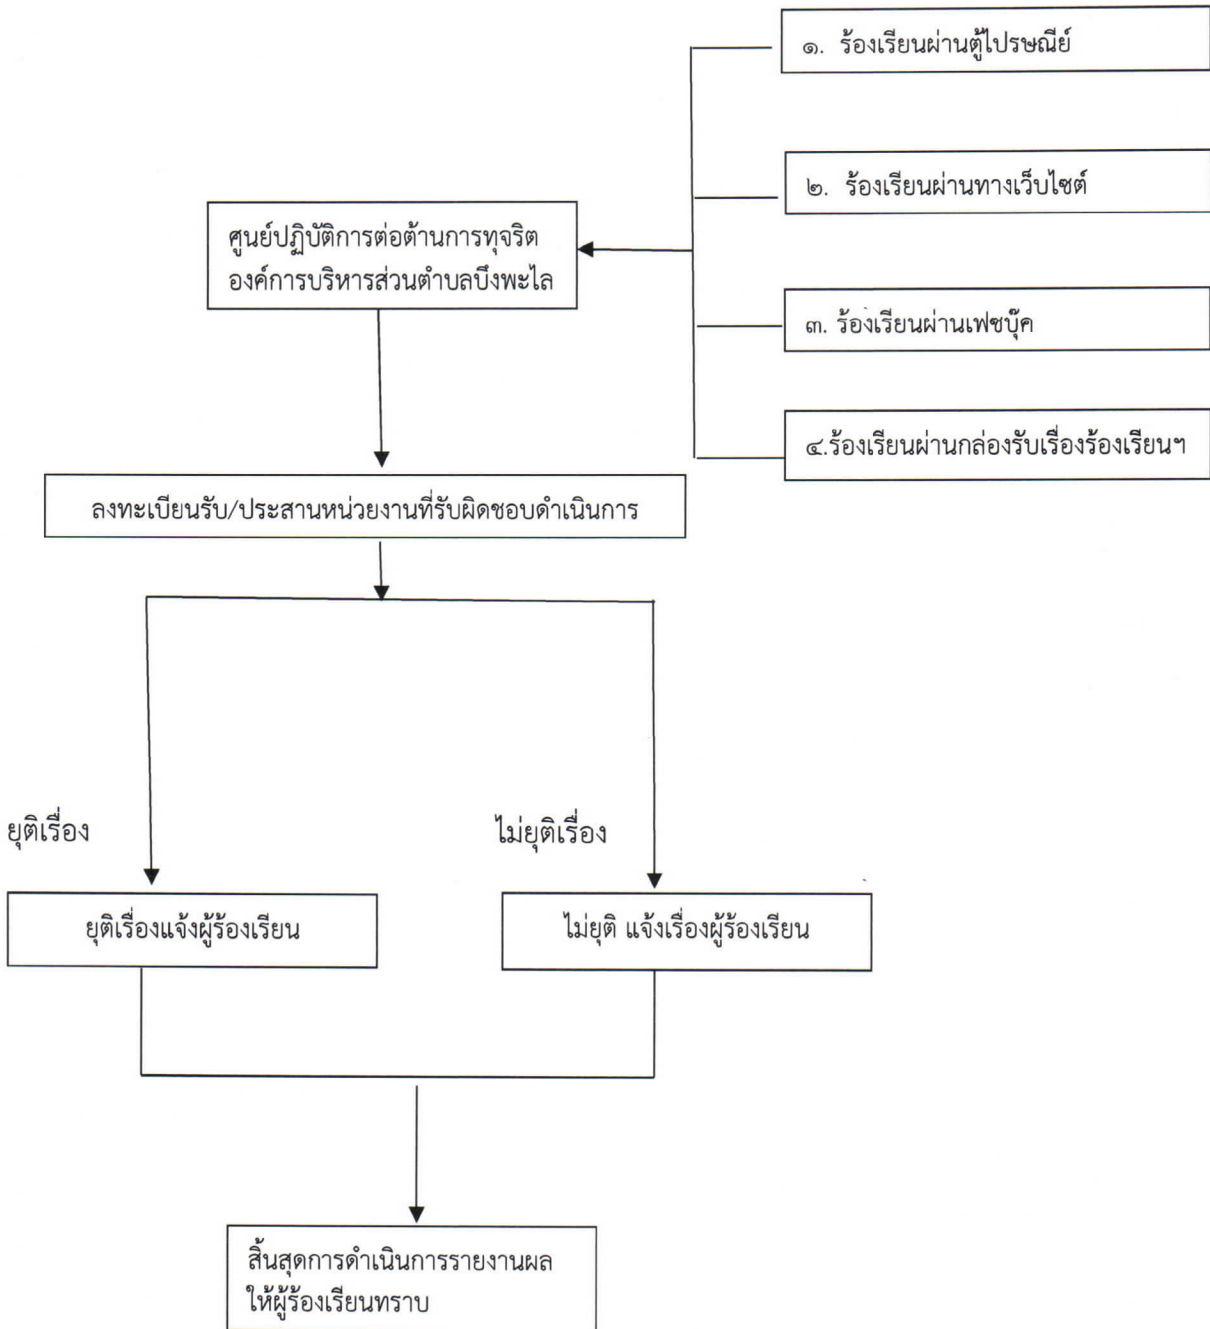 ๑. ร้องเรียนผ่านตู้ไปรษณีย์
๒. ร้องเรียนผ่านทางเว็บไซต์
ศูนย์ปฏิบัติการต่อต้านการทุจริต
องค์การบริหารส่วนตำบลบึงพะไล
๓. ร้องเรียนผ่านเฟซบุ๊ค
๔.ร้องเรียนผ่านกล่องรับเรื่องร้องเรียนฯ
ลงทะเบียนรับ/ประสานหน่วยงานที่รับผิดชอบดำเนินการ
ยุติเรื่อง
ไม่ยุติเรื่อง
ยุติเรื่องแจ้งผู้ร้องเรียน
ไม่ยุติ แจ้งเรื่องผู้ร้องเรียน
สิ้นสุดการดำเนินการรายงานผล
ให้ผู้ร้องเรียนทราบ